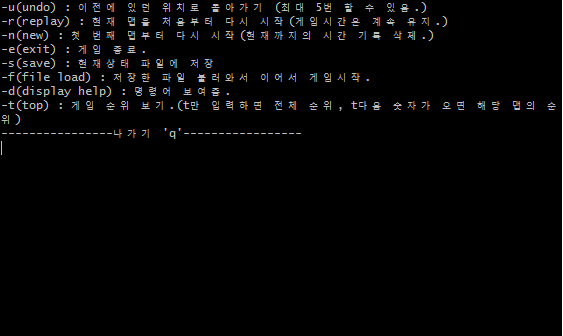 -u(undo) : 이전에 있던 위치로 돌아가기 (최대 5번 할 수 있음.)
-r(replay) : 현재 맵을 처음부터 다시 시작(게임시간은 계속 유지.)
-n(new) : 첫 번째 맵부터 다시 시작(현재까지의 시간 기록 삭제.)
-e(exit) : 게임 종료.
-s(save) : 현재상태 파일에 저장
-f(file load) : 저장한 파일 불러와서 이어서 게임시작.
-d(display help) : 명령어 보여줌.
-t(top) : 게임 순위 보기.(t만 입력하면 전체 순위, t다음 숫자가 오면 해당 맵의 순
위)
----------------나가기 'q'-----------------